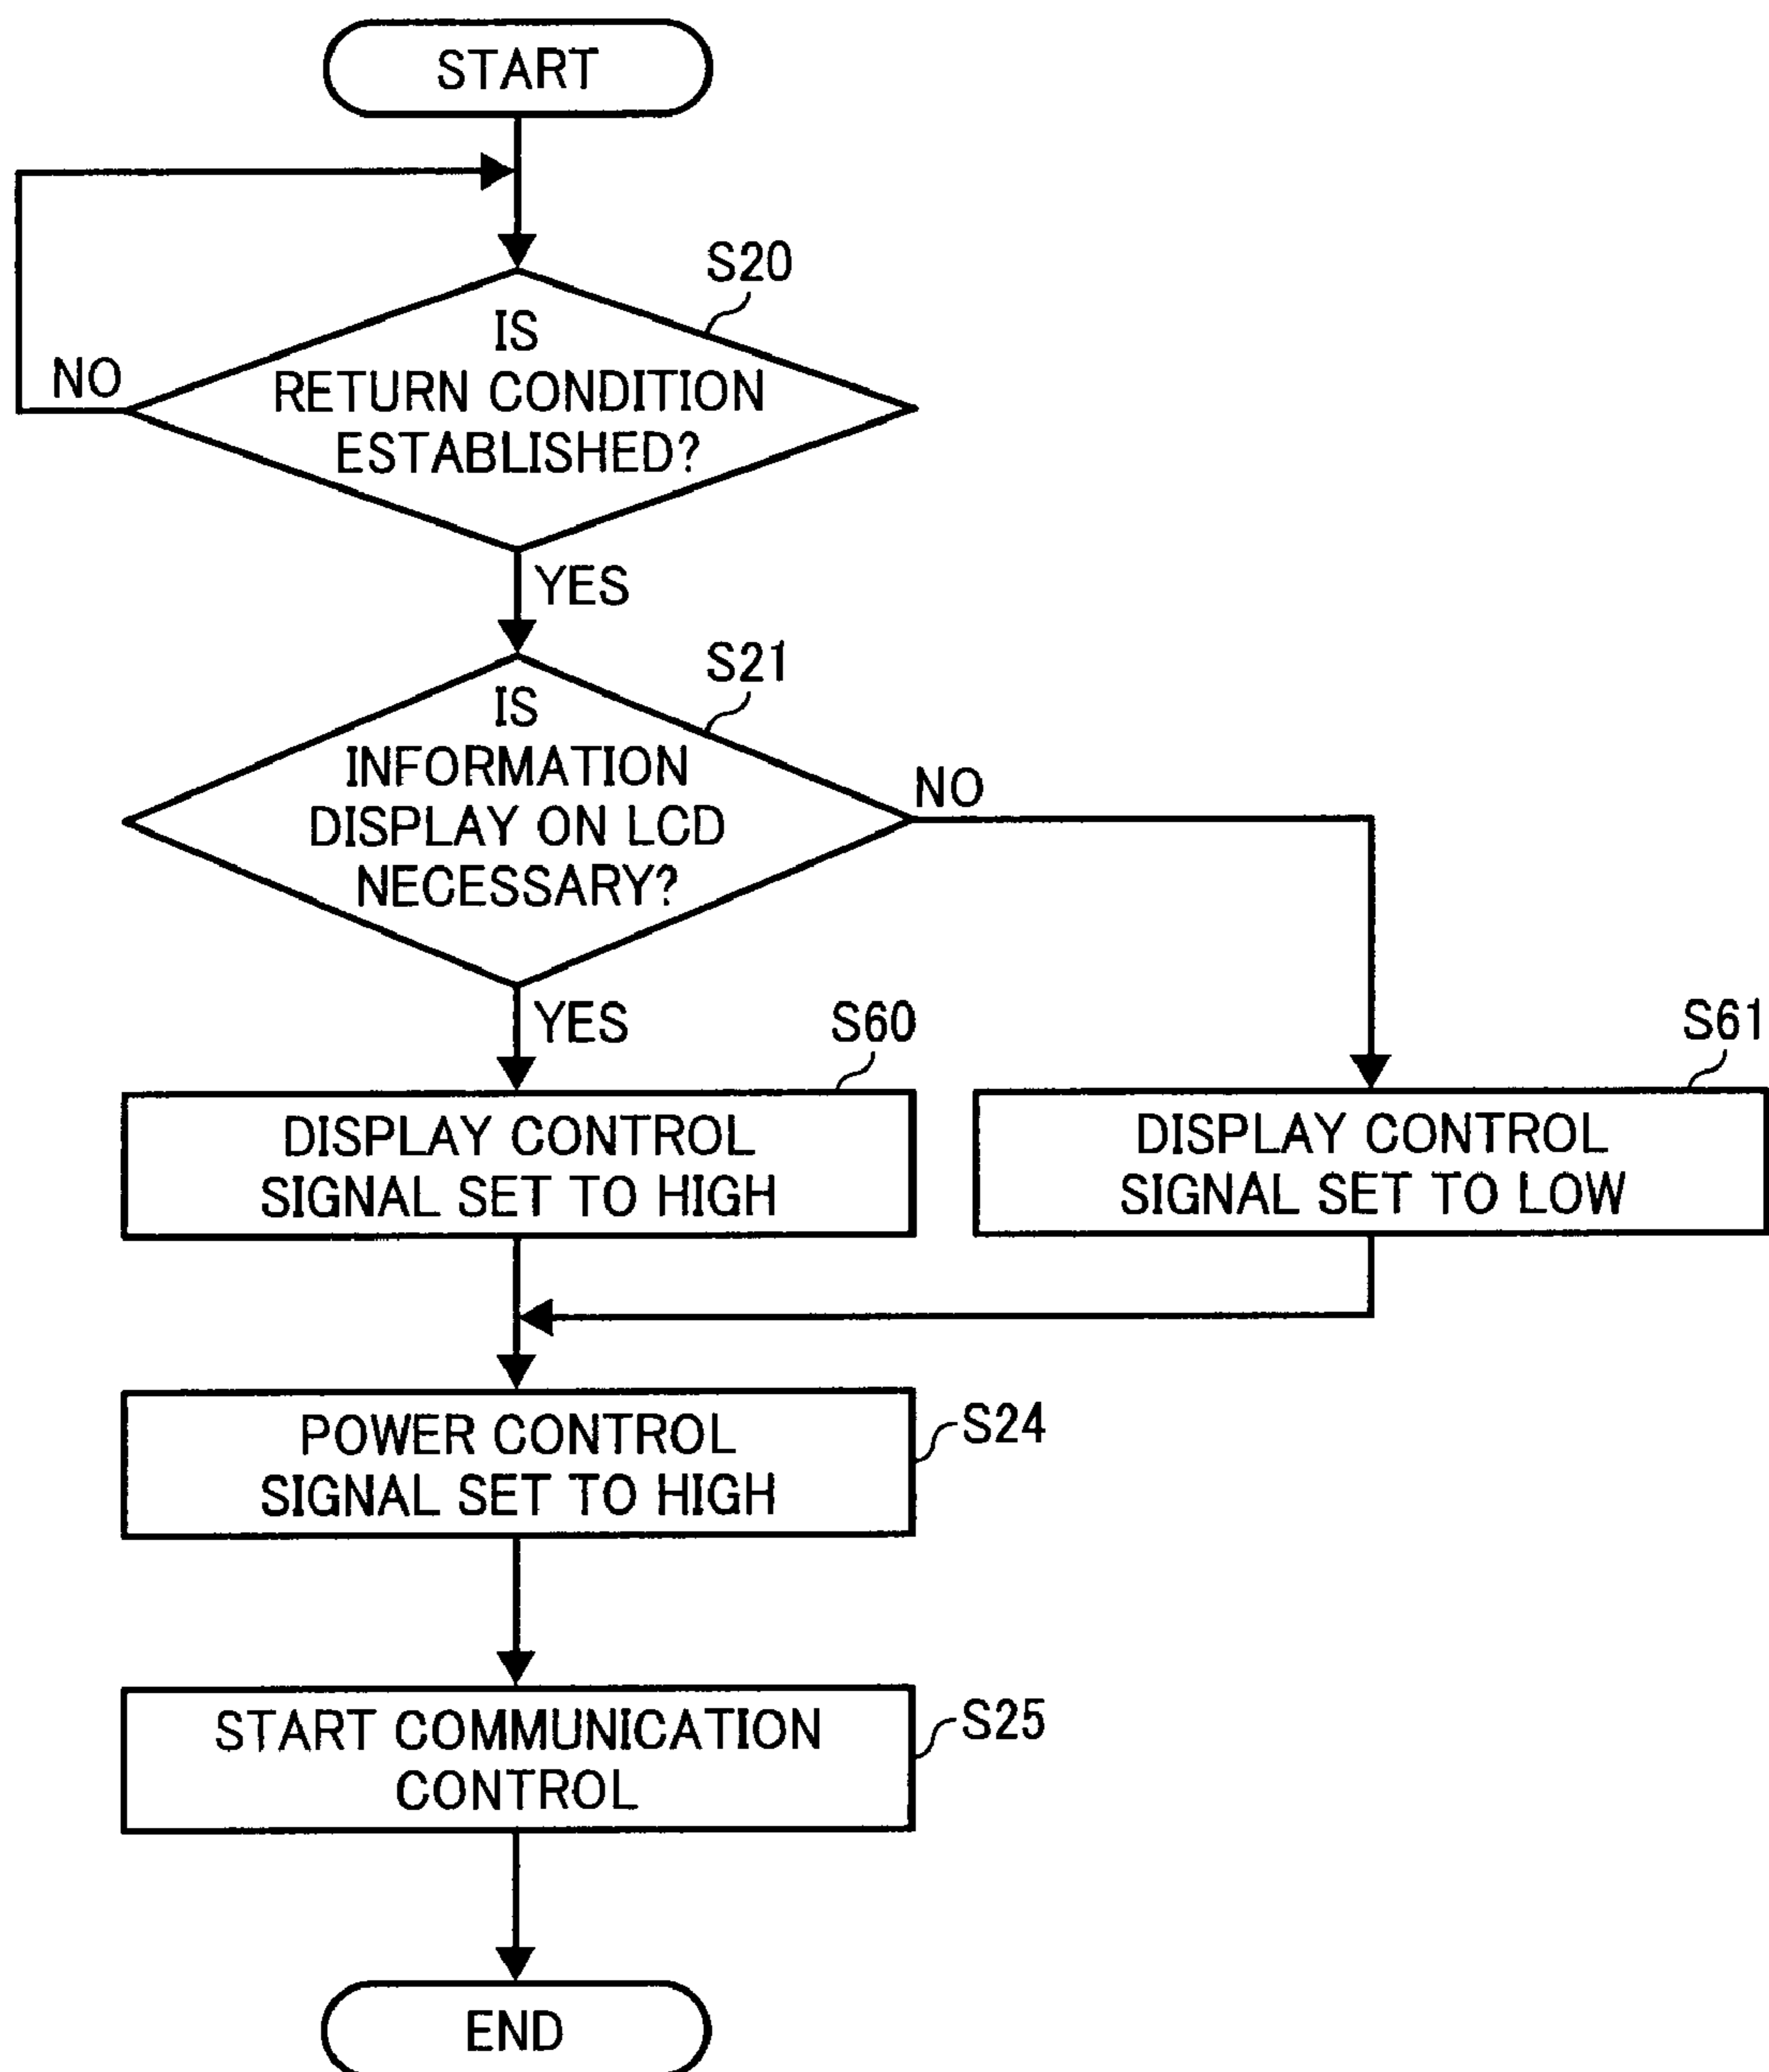 START
S20
IS
RETURN CONDITION
ESTABLISHED?
NO
YES
S21
IS
INFORMATION
DISPLAY ON LCD
NECESSARY?
NO
YES
S60
DISPLAY CONTROL
SIGNAL SET TO HIGH
S61
DISPLAY CONTROL
SIGNAL SET TO LOW
POWER CONTROL
SIGNAL SET TO HIGH
S24
START COMMUNICATION
CONTROL
S25
END